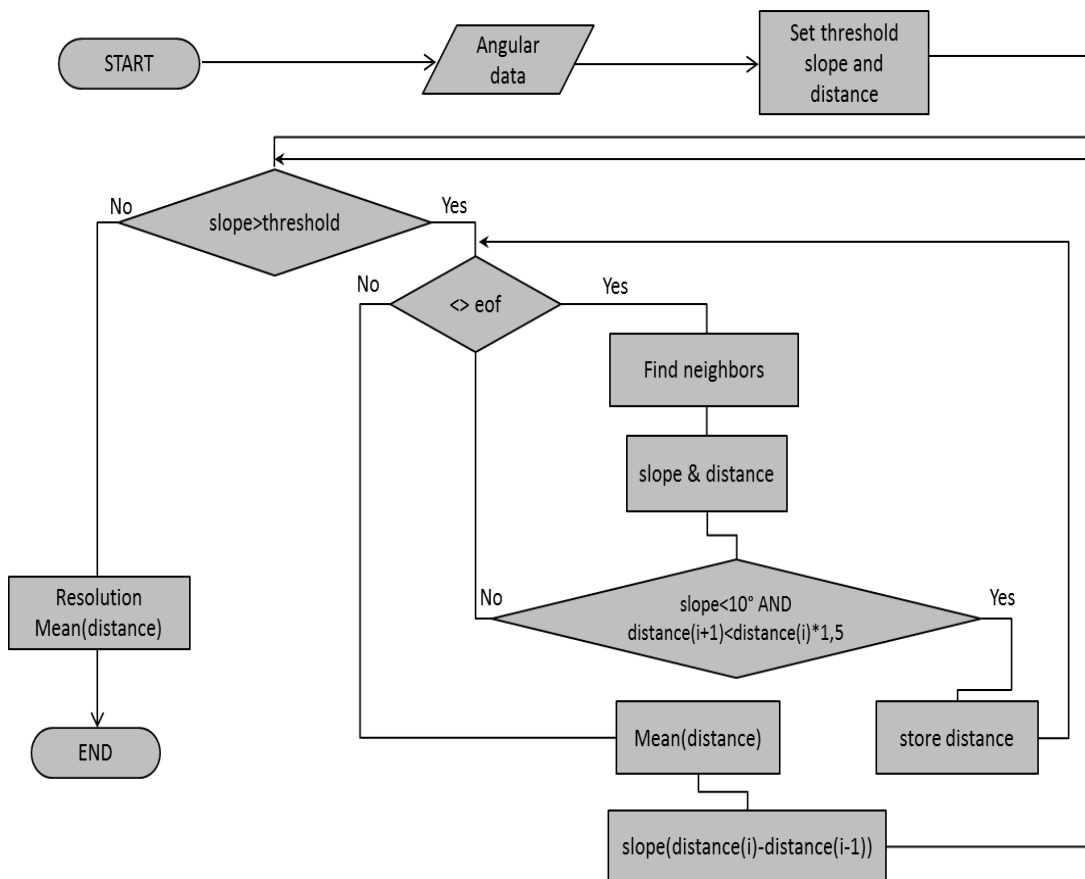 START
Angular
data
Set threshold
slope and
distance
No
slope>threshold
Yes
No
<> eof
Yes
Find neighbors
slope & distance
No
slope<10° AND
distance(i+1)<distance(i)*1,5
Yes
Resolution
Mean(distance)
END
Mean(distance)
store distance
slope(distance(i)-distance(i-1))